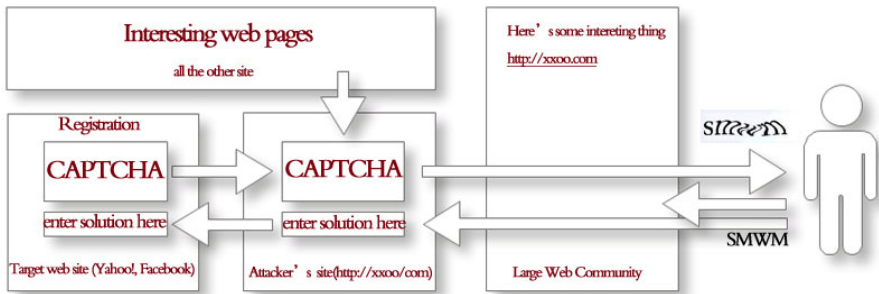 Interesting web pages
all the other site
Here’s some intereting thing
http://xxoo.com
Registration
CAPTCHA
CAPTCHA
enter solution here
enter solution here
smwm
SMWM
Target web site (Yahoo!, Facebook)
Attacker’s site(http://xxoo/com)
Large Web Community